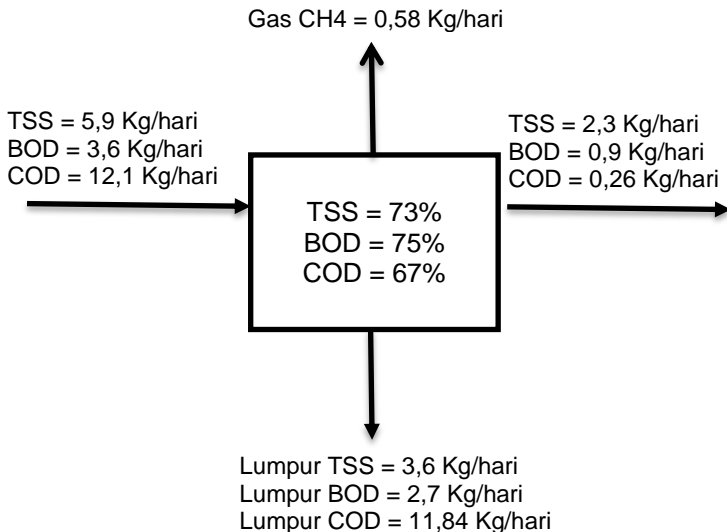 Gas CH4 = 0,58 Kg/hari
TSS = 5,9 Kg/hari
BOD = 3,6 Kg/hari
COD = 12,1 Kg/hari
TSS = 73%
BOD = 75%
COD = 67%
TSS = 2,3 Kg/hari
BOD = 0,9 Kg/hari
COD = 0,26 Kg/hari
Lumpur TSS = 3,6 Kg/hari
Lumpur BOD = 2,7 Kg/hari
Lumpur COD = 11,84 Kg/hari